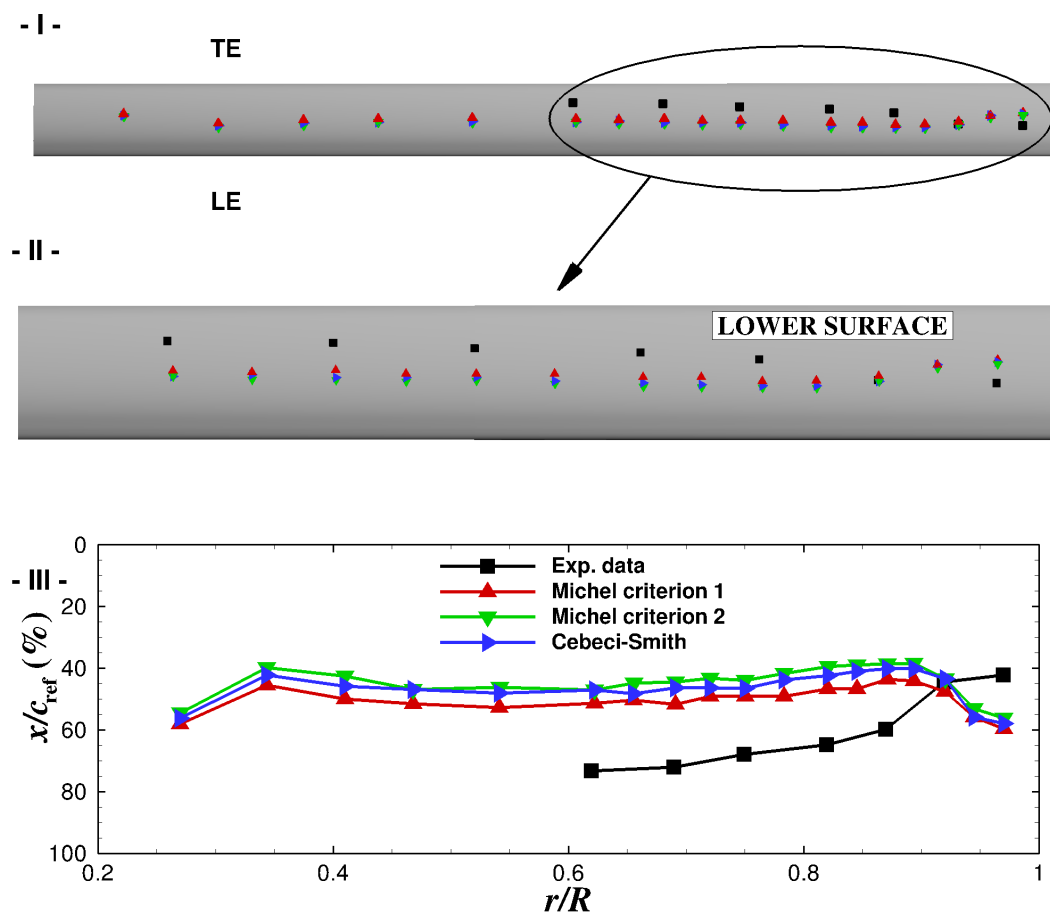 - I -
TE
LE
- II -
LOWER SURFACE
- III -
0
20
40
60
80
100
x/c_ref (%)
Exp. data
Michel criterion 1
Michel criterion 2
Cebeci-Smith
0.2
0.4
0.6
0.8
1
r/R